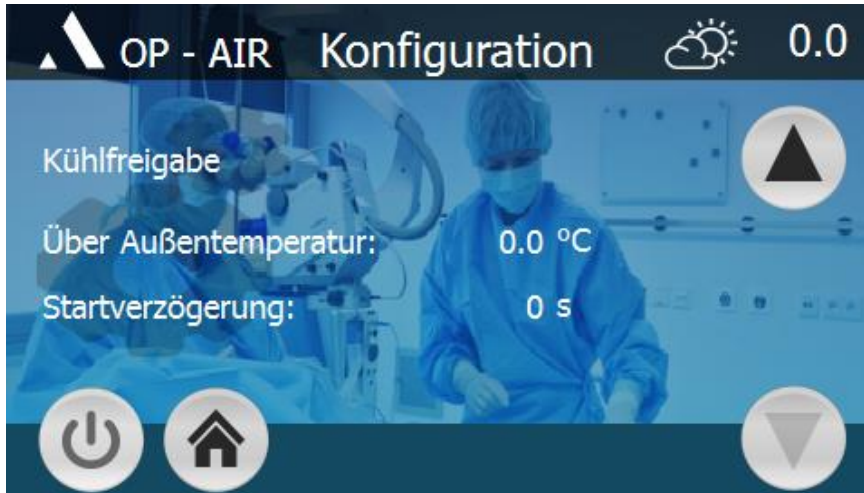 OP - AIR Konfiguration 0.0
Kühlfreigabe
Über Außentemperatur: 0.0 °C
Startverzögerung: 0 s